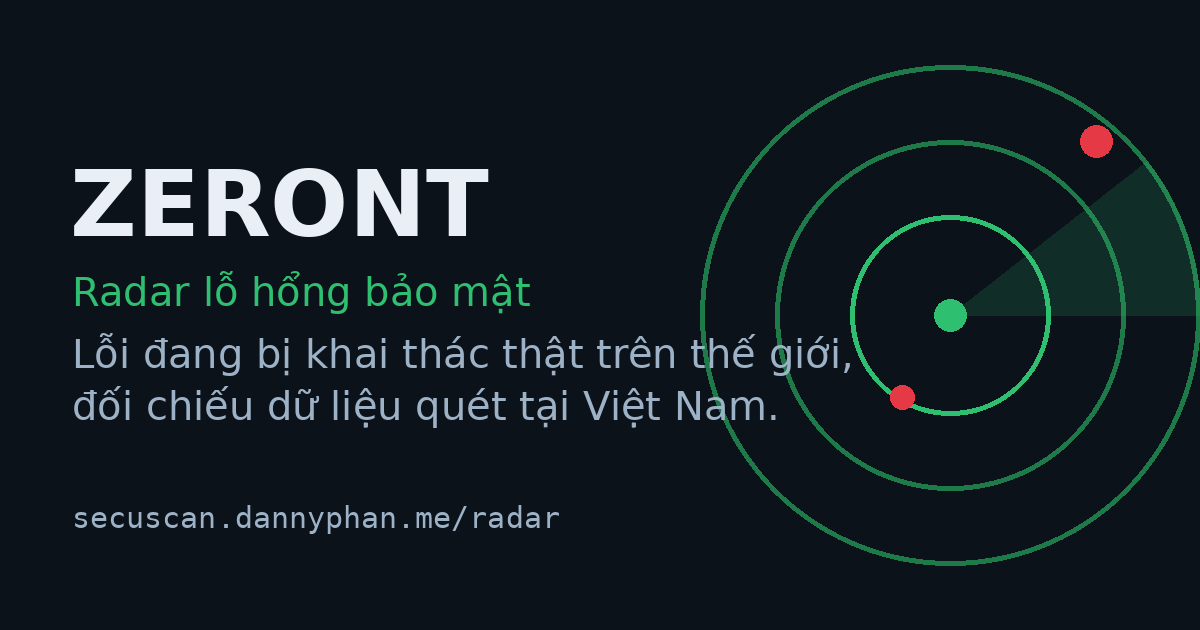 ZERONT
Radar lỗ hổng bảo mật
Lỗi đang bị khai thác thật trên thế giới,
đối chiếu dữ liệu quét tại Việt Nam.
secuscan.dannyphan.me/radar